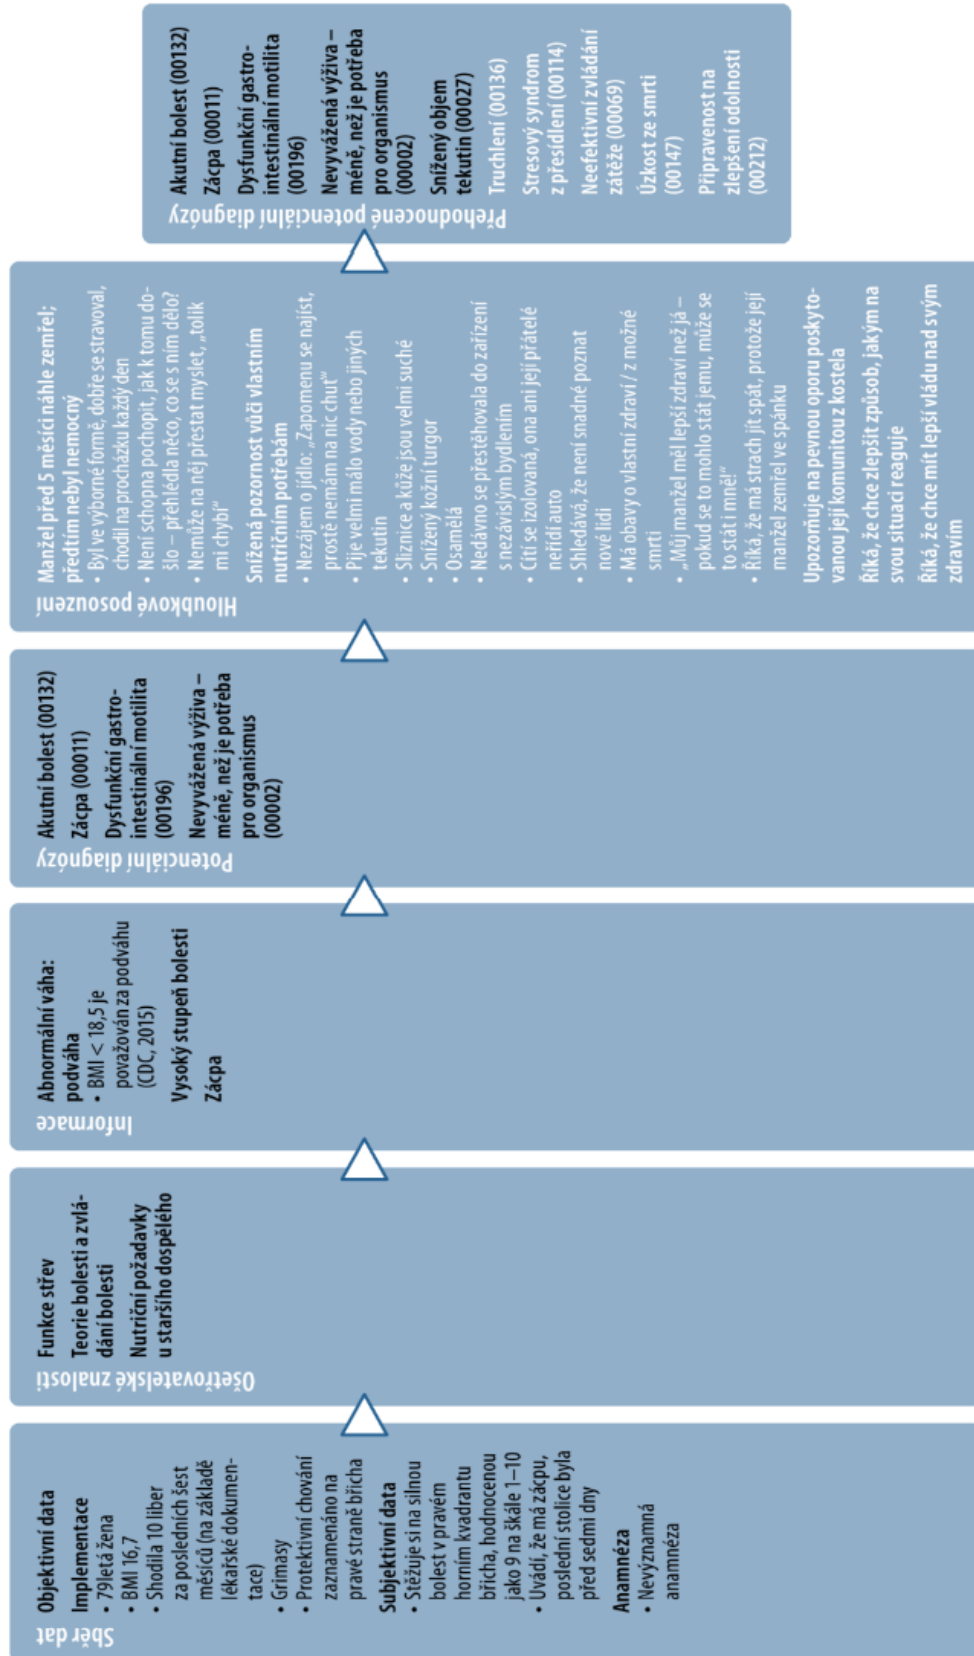 Sběr dat
Objektivní data
Implementace
• 79letá žena
• BMI 16,7
• Shodila 10 liber
za posledních šest
měsíců (na základě
lékařské dokumen-
tace)
• Grimasy
• Protektivní chování
zaznamenáno na
pravé straně břicha
Subjektivní data
• Stěžuje si na silnou
bolest v pravém
horním kvadrantu
břicha, hodnocenou
jako 9 na škále 1–10
• Uvádí, že má zácpu,
poslední stolice byla
před sedmi dny
Anamnéza
• Nevýznamná
anamnéza
Ošetřovatelské znalosti
Funkce střev
Teorie bolesti a zvlá-
dání bolesti
Nutriční požadavky
u staršího dospělého
Informace
Abnormální váha:
podváha
• BMI < 18,5 je
považován za podváhu
(CDC, 2015)
Vysoký stupeň bolesti
Zácpa
Potenciální diagnózy
Akutní bolest (00132)
Zácpa (00011)
Dysfunkční gastro-
intestinální motilita
(00196)
Nevyvážená výživa –
méně, než je potřeba
pro organismus
(00002)
Hloubkové posouzení
Manžel před 5 měsíci náhle zemřel;
předtím nebyl nemocný
• Byl ve výborné formě, dobře se stravoval,
chodil na procházku každý den
• Není schopna pochopit, jak k tomu do-
šlo – přehlédla něco, co se s ním dělo?
• Nemůže na něj přestat myslet, „tolik
mi chybí“
Snížená pozornost vůči vlastním
nutričním potřebám
• Nezájem o jídlo: „Zapomenu se najíst,
prostě nemám na nic chuť“
• Pije velmi málo vody nebo jiných
tekutin
• Sliznice a kůže jsou velmi suché
• Snížený kožní turgor
• Osamělá
• Nedávno se přestěhovala do zařízení
s nezávislým bydlením
• Cítí se izolovaná, ona ani její přátelé
neřídí auto
• Shledává, že není snadné poznat
nové lidi
• Má obavy o vlastní zdraví / z možné
smrti
• „Můj manžel měl lepší zdraví než já –
pokud se to mohlo stát jemu, může se
to stát i mně!“
• Říká, že má strach jít spát, protože její
manžel zemřel ve spánku
Upozorňuje na pevnou oporu poskyto-
vanou její komunitou z kostela
Říká, že chce zlepšit způsob, jakým na
svou situaci reaguje
Říká, že chce mít lepší vládu nad svým
zdravím
Přehodnocené potenciální diagnózy
Akutní bolest (00132)
Zácpa (00011)
Dysfunkční gastro-
intestinální motilita
(00196)
Nevyvážená výživa –
méně, než je potřeba
pro organismus
(00002)
Snížený objem
tekutin (00027)
Truchlení (00136)
Stresový syndrom
z přesídlení (00114)
Neefektivní zvládání
zátěže (00069)
Úzkost ze smrti
(00147)
Připravenost na
zlepšení odolnosti
(00212)